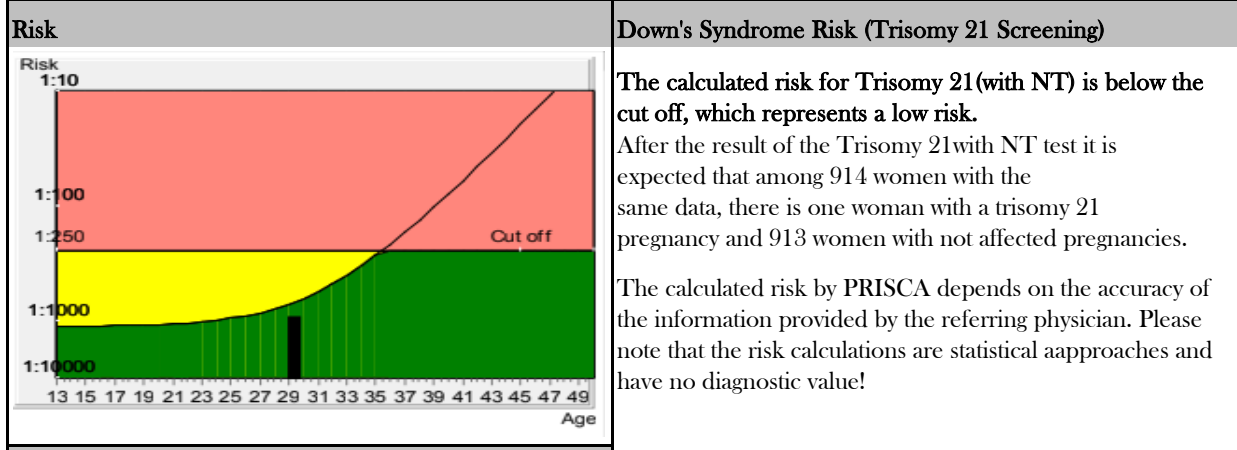 Risk
Risk
1:10
1:100
1:250
Cut off
1:1000
1:10000
13 15 17 19 21 23 25 27 29 31 33 35 37 39 41 43 45 47 49
Age
Down's Syndrome Risk (Trisomy 21 Screening)
The calculated risk for Trisomy 21(with NT) is below the
cut off, which represents a low risk.
After the result of the Trisomy 21with NT test it is
expected that among 914 women with the
same data, there is one woman with a trisomy 21
pregnancy and 913 women with not affected pregnancies.
The calculated risk by PRISCA depends on the accuracy of
the information provided by the referring physician. Please
note that the risk calculations are statistical aapproaches and
have no diagnostic value!